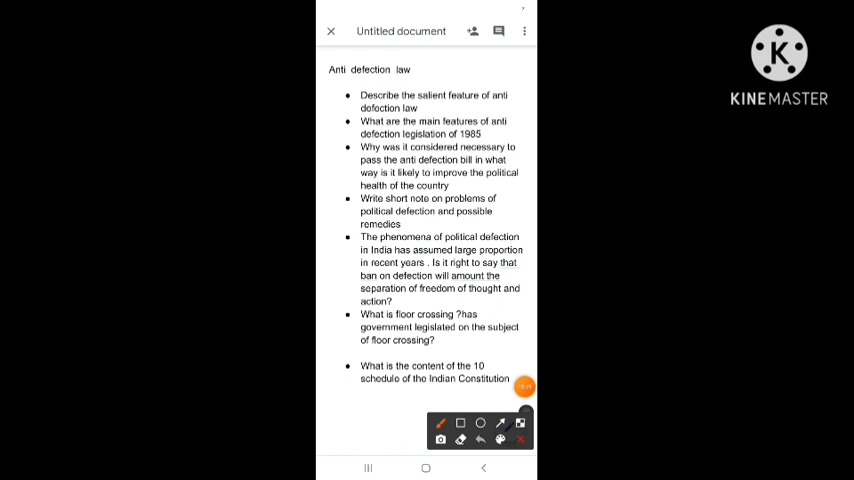 Untitled document
KINEMASTER
Anti defection law
• Describe the salient feature of anti
defection law
• What are the main features of anti
defection legislation of 1985
• Why was it considered necessary to
pass the anti defection bill in what
way is it likely to improve the political
health of the country
• Write short note on problems of
political defection and possible
remedies
• The phenomena of political defection
in India has assumed large proportion
in recent years . Is it right to say that
ban on defection will amount the
separation of freedom of thought and
action?
• What is floor crossing ?has
government legislated on the subject
of floor crossing?
• What is the content of the 10
schedule of the Indian Constitution